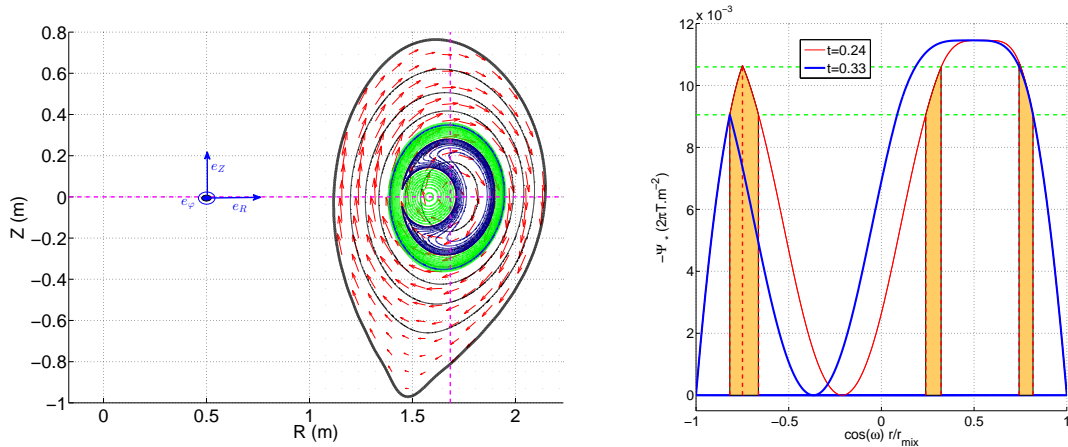 0.8
0.6
0.4
0.2
0
−0.2
−0.4
−0.6
−0.8
−1
Z (m)
e_Z
e_φ
e_R
0 0.5 1 1.5 2
R (m)
x 10⁻³
12
10
8
6
4
2
0
−Ψ* (2πT.m⁻²)
t=0.24
t=0.33
−1 −0.5 0 0.5 1
cos(ω) r/r_mix